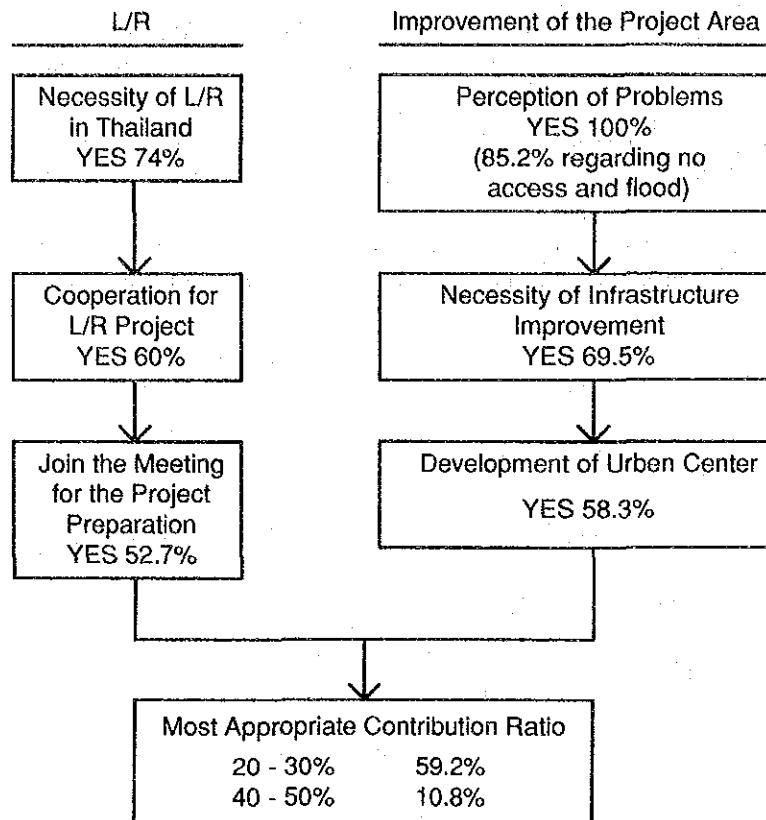 L/R
Necessity of L/R
in Thailand
YES 74%
Cooperation for
L/R Project
YES 60%
Join the Meeting
for the Project
Preparation
YES 52.7%
Improvement of the Project Area
Perception of Problems
YES 100%
(85.2% regarding no
access and flood)
Necessity of Infrastructure
Improvement
YES 69.5%
Development of Urben Center
YES 58.3%
Most Appropriate Contribution Ratio
20 - 30% 59.2%
40 - 50% 10.8%